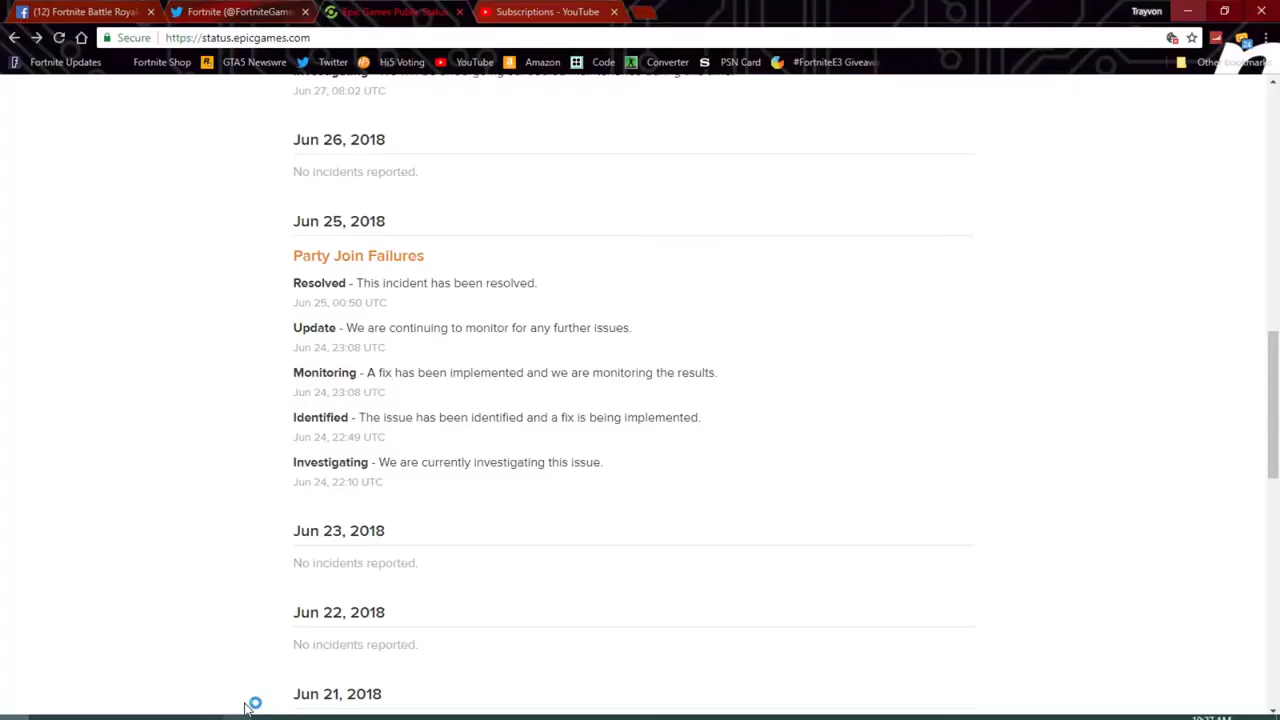 (12) Fortnite Battle Royal
Fortnite (@FortniteGame
Epic Games Public Status
Subscriptions - YouTube
Trayvon
Secure
https://status.epicgames.com
Fortnite Updates
Fortnite Shop
GTA5 Newswre
Twitter
Hi5 Voting
YouTube
Amazon
Code
Converter
PSN Card
#FortniteE3 Giveaw
Other bookmarks
Jun 27, 08:02 UTC
Jun 26, 2018
No incidents reported.
Jun 25, 2018
Party Join Failures
Resolved - This incident has been resolved.
Jun 25, 00:50 UTC
Update - We are continuing to monitor for any further issues.
Jun 24, 23:08 UTC
Monitoring - A fix has been implemented and we are monitoring the results.
Jun 24, 23:08 UTC
Identified - The issue has been identified and a fix is being implemented.
Jun 24, 22:49 UTC
Investigating - We are currently investigating this issue.
Jun 24, 22:10 UTC
Jun 23, 2018
No incidents reported.
Jun 22, 2018
No incidents reported.
Jun 21, 2018